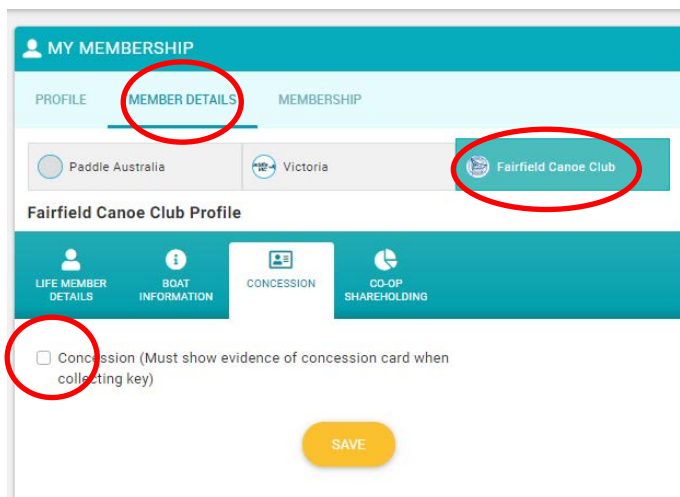 MY MEMBERSHIP
PROFILE MEMBER DETAILS MEMBERSHIP
Paddle Australia Victoria Fairfield Canoe Club
Fairfield Canoe Club Profile
LIFE MEMBER DETAILS
BOAT INFORMATION
CONCESSION
CO-OP SHAREHOLDING
Concession (Must show evidence of concession card when
collecting key)
SAVE